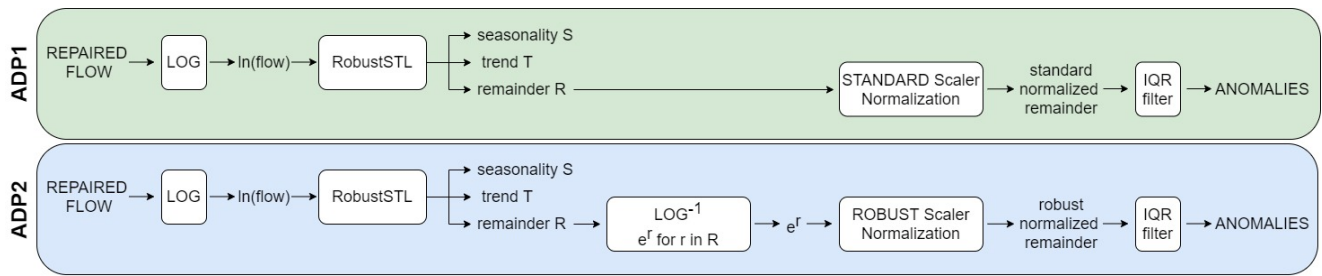 ADP1
REPAIRED
FLOW
LOG
ln(flow)
RobustSTL
seasonality S
trend T
remainder R
STANDARD Scaler
Normalization
standard
normalized
remainder
IQR
filter
ANOMALIES
ADP2
REPAIRED
FLOW
LOG
ln(flow)
RobustSTL
seasonality S
trend T
remainder R
LOG⁻¹
eʳ for r in R
eʳ
ROBUST Scaler
Normalization
robust
normalized
remainder
IQR
filter
ANOMALIES